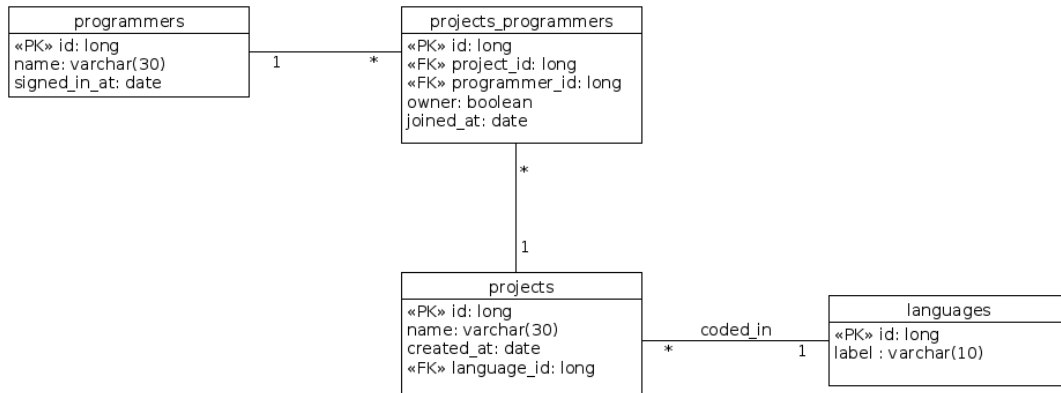 programmers
«PK» id: long
name: varchar(30)
signed_in_at: date
1
*
projects_programmers
«PK» id: long
«FK» project_id: long
«FK» programmer_id: long
owner: boolean
joined_at: date
*
1
projects
«PK» id: long
name: varchar(30)
created_at: date
«FK» language_id: long
coded_in
*
1
languages
«PK» id: long
label : varchar(10)